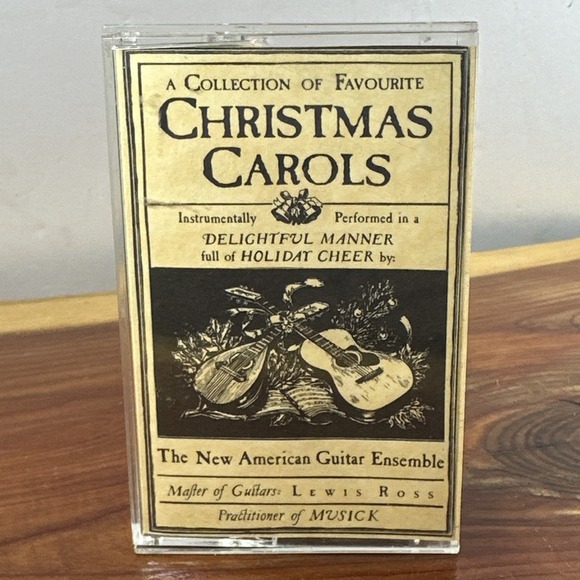 A COLLECTION OF FAVOURITE
CHRISTMAS
CAROLS
Instrumentally Performed in a
DELIGHTFUL MANNER
full of HOLIDAY CHEER by:
The New American Guitar Ensemble
Maſter of Guitars: LEWIS ROSS
Practitioner of MUSICK